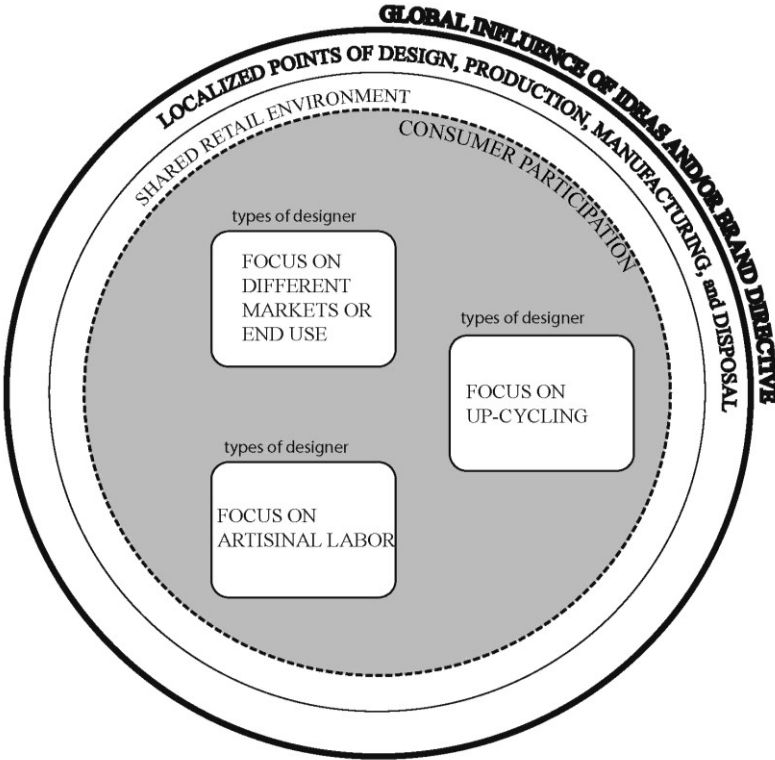 GLOBAL INFLUENCE OF IDEAS AND/OR BRAND DIRECTIVE
LOCALIZED POINTS OF DESIGN, PRODUCTION, MANUFACTURING, and DISPOSAL
SHARED RETAIL ENVIRONMENT
CONSUMER PARTICIPATION
types of designer
FOCUS ON
DIFFERENT
MARKETS OR
END USE
types of designer
FOCUS ON
UP-CYCLING
types of designer
FOCUS ON
ARTISINAL LABOR